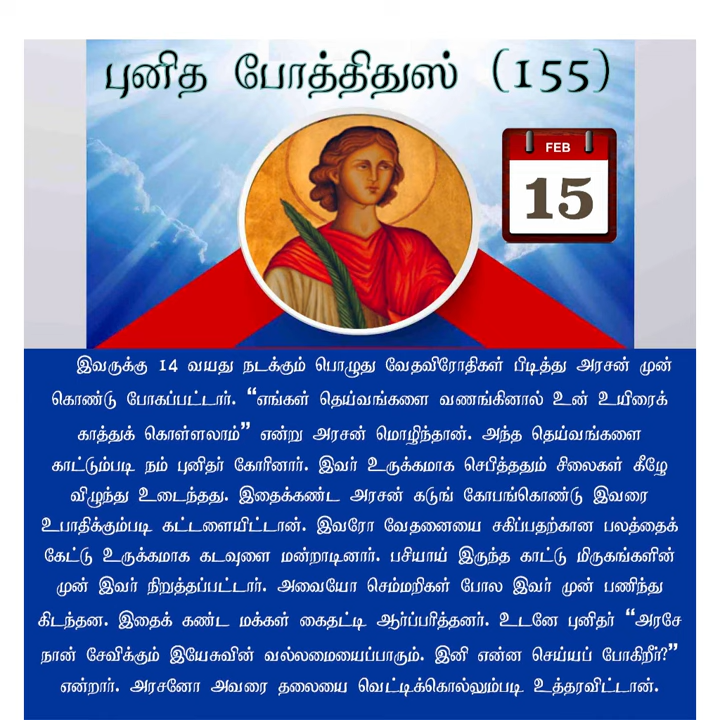 புனித போத்திதுஸ் (155)
FEB
15
இவருக்கு 14 வயது நடக்கும் பொழுது வேதவிரோதிகள் பிடித்து அரசன் முன்
கொண்டு போகப்பட்டார். “எங்கள் தெய்வங்களை வணங்கினால் உன் உயிரைக்
காத்துக் கொள்ளலாம்” என்று அரசன் மொழிந்தான். அந்த தெய்வங்களை
காட்டும்படி நம் புனிதர் கோரினார். இவர் உருக்கமாக செபித்ததும் சிலைகள் கீழே
விழுந்து உடைந்தது. இதைக்கண்ட அரசன் கடுங் கோபங்கொண்டு இவரை
உபாதிக்கும்படி கட்டளையிட்டான். இவரோ வேதனையை சகிப்பதற்கான பலத்தைக்
கேட்டு உருக்கமாக கடவுளை மன்றாடினார். பசியாய் இருந்த காட்டு மிருகங்களின்
முன் இவர் நிறுத்தப்பட்டார். அவையோ செம்மறிகள் போல இவர் முன் பணிந்து
கிடந்தன. இதைக் கண்ட மக்கள் கைதட்டி ஆர்ப்பரித்தனர். உடனே புனிதர் “அரசே
நான் சேவிக்கும் இயேசுவின் வல்லமையைப்பாரும். இனி என்ன செய்யப் போகிறீர்?”
என்றார். அரசனோ அவரை தலையை வெட்டிக்கொல்லும்படி உத்தரவிட்டான்.